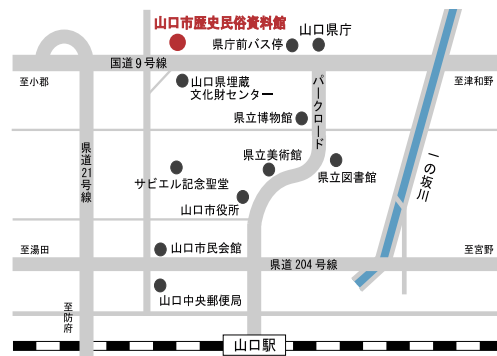 山口市歴史民俗資料館
山口県庁
県庁前バス停
国道9号線
至小郡
至津和野
山口県埋蔵
文化財センター
パークロード
県立博物館
県道21号線
県立美術館
一の坂川
サビエル記念聖堂
県立図書館
山口市役所
至湯田
山口市民会館
至宮野
県道204号線
山口中央郵便局
至防府
山口駅